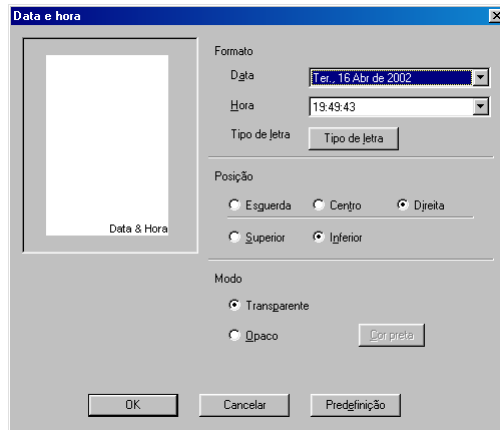 Data e hora
Formato
Data
Ter., 16 Abr de 2002
Hora
19:49:43
Tipo de letra
Tipo de letra
Data & Hora
Posição
Esquerda
Centro
Direita
Superior
Inferior
Modo
Transparente
Opaco
Cor preta
OK
Cancelar
Predefinição